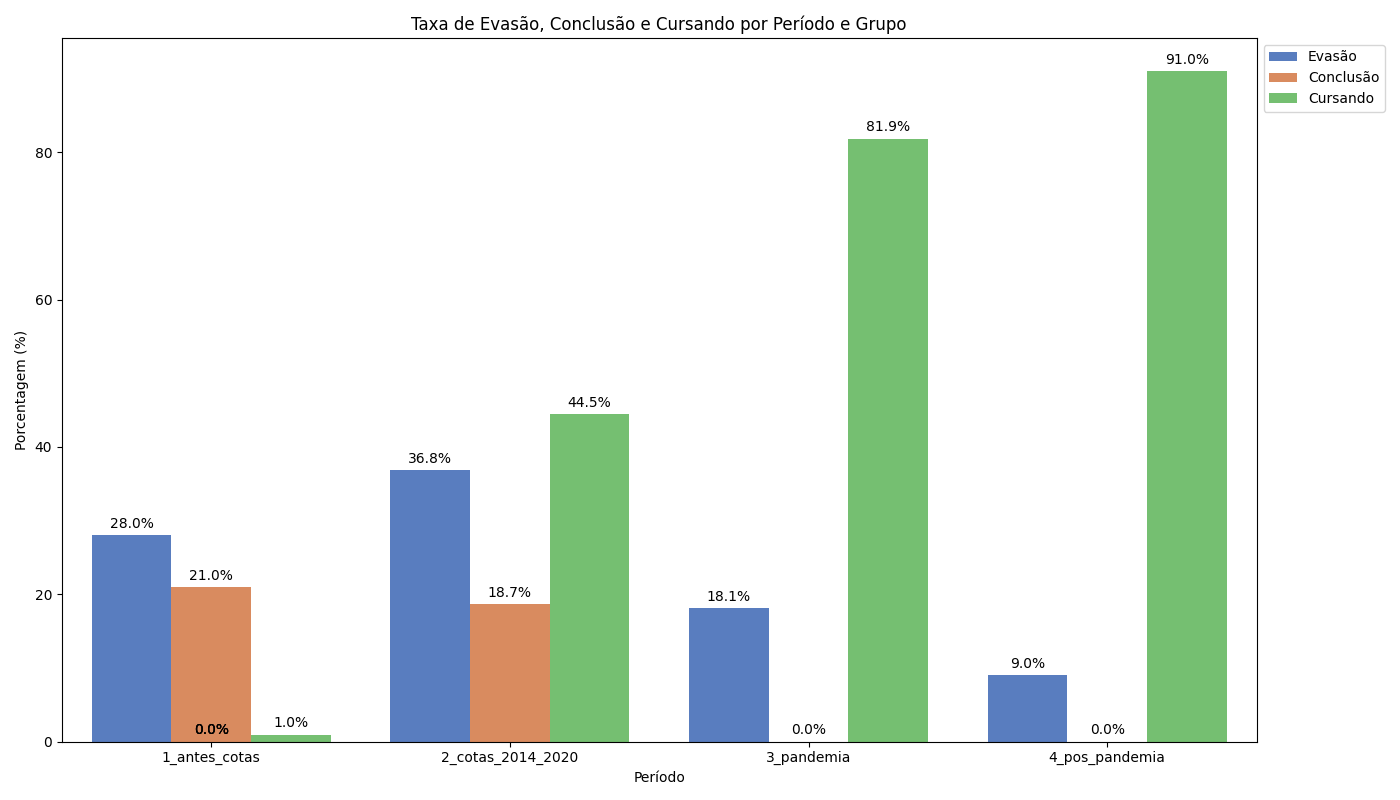 Taxa de Evasão, Conclusão e Cursando por Período e Grupo
Evasão
Conclusão
Cursando
Porcentagem (%)
80
60
40
20
0
28.0%
21.0%
0.0%
1.0%
36.8%
18.7%
44.5%
18.1%
0.0%
81.9%
9.0%
0.0%
91.0%
1_antes_cotas
2_cotas_2014_2020
3_pandemia
4_pos_pandemia
Período